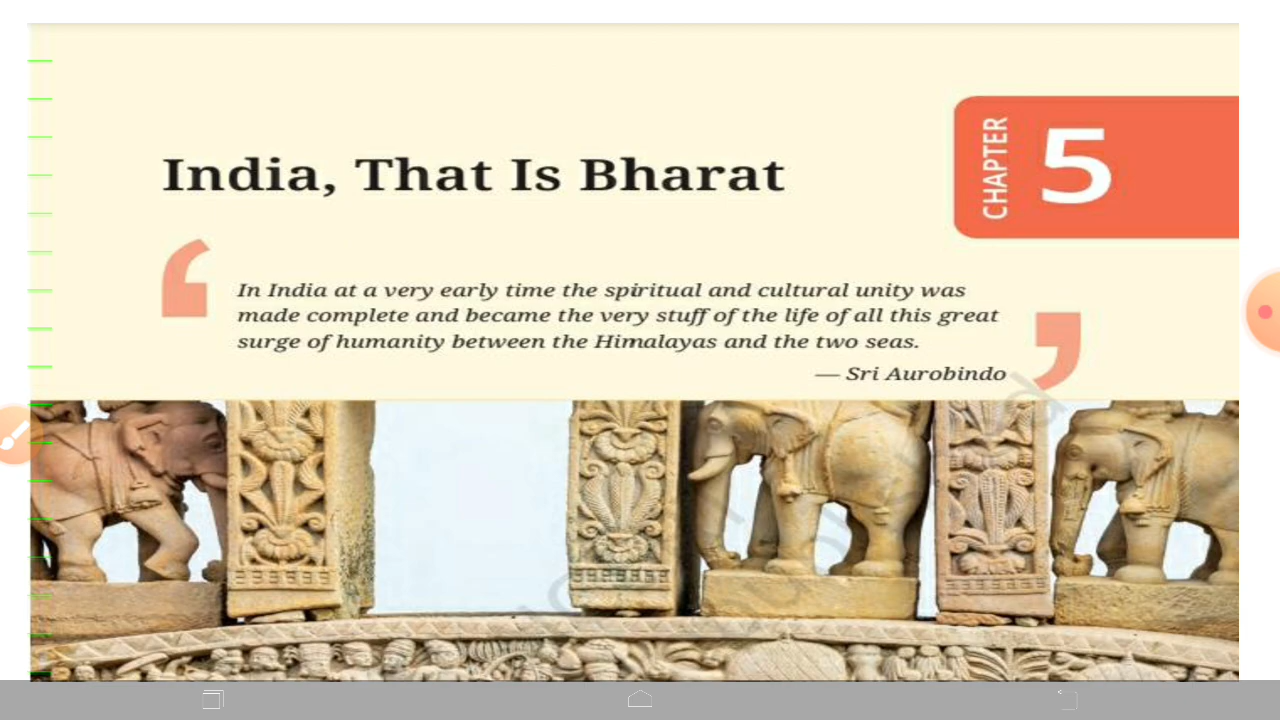 India, That Is Bharat
CHAPTER 5
In India at a very early time the spiritual and cultural unity was
made complete and became the very stuff of the life of all this great
surge of humanity between the Himalayas and the two seas.
— Sri Aurobindo